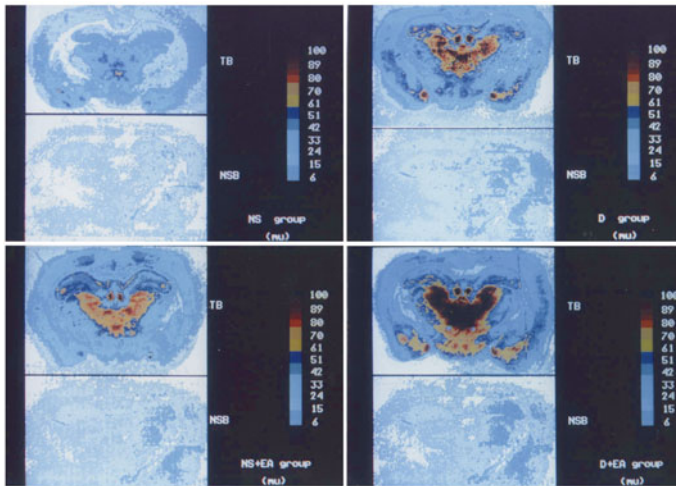 100
89
TB
80
70
61
51
42
33
24
15
NSB
6
NS group
(mu)
100
89
TB
80
70
61
51
42
33
24
15
NSB
6
D group
(mu)
100
89
TB
80
70
61
51
42
33
24
15
NSB
6
NS+EA group
(mu)
100
89
TB
80
70
61
51
42
33
24
15
NSB
6
D+EA group
(mu)